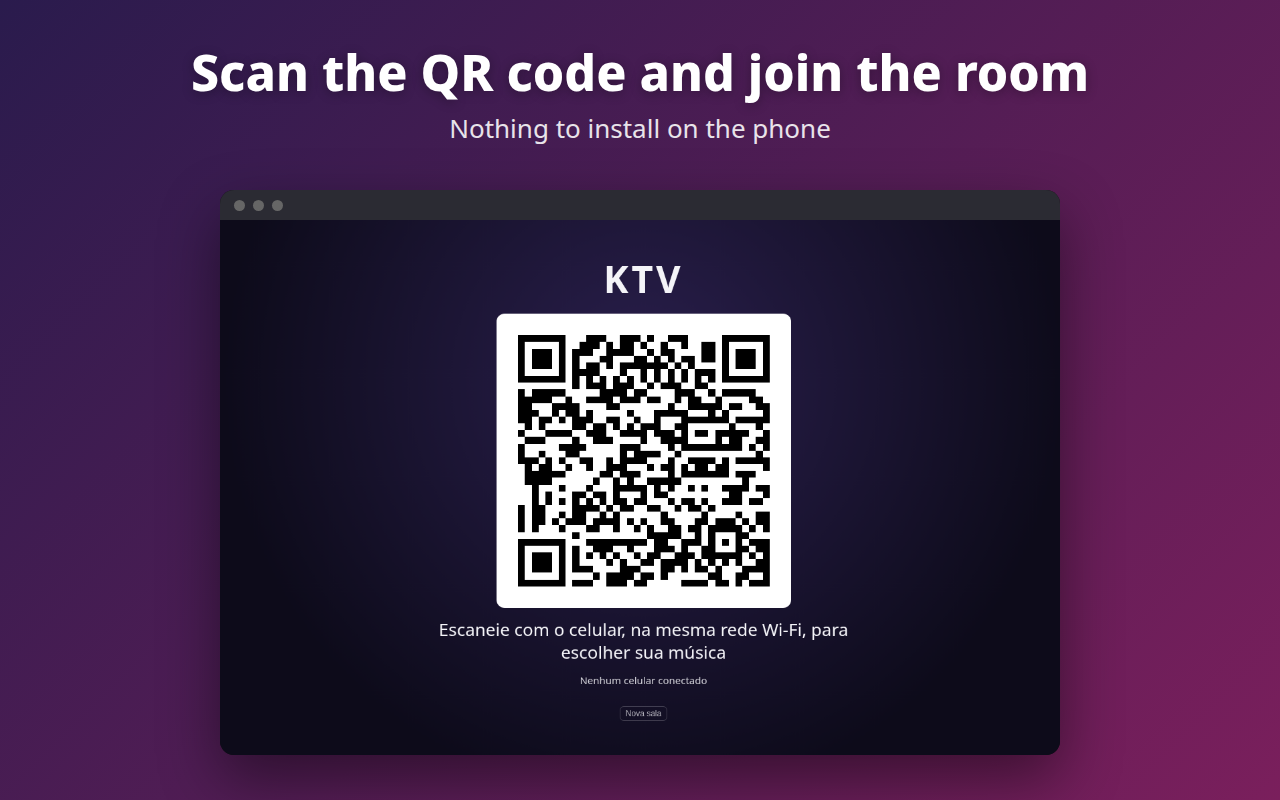 Scan the QR code and join the room
Nothing to install on the phone
KTV
Escaneie com o celular, na mesma rede Wi-Fi, para
escolher sua música
Nenhum celular conectado
Nova sala